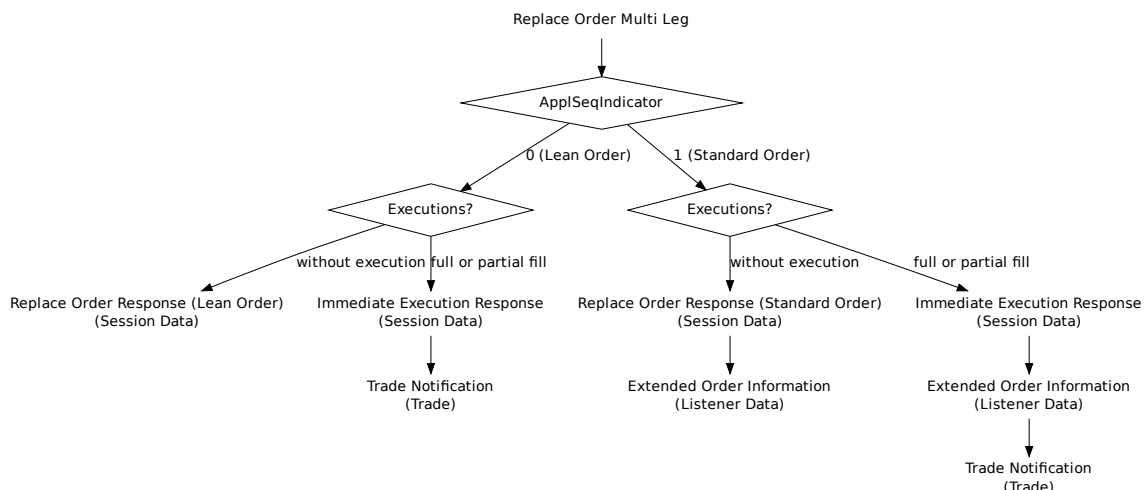 Replace Order Multi Leg
ApplSeqIndicator
0 (Lean Order)
1 (Standard Order)
Executions?
Executions?
without execution
full or partial fill
without execution
full or partial fill
Replace Order Response (Lean Order)
(Session Data)
Immediate Execution Response
(Session Data)
Replace Order Response (Standard Order)
(Session Data)
Immediate Execution Response
(Session Data)
Trade Notification
(Trade)
Extended Order Information
(Listener Data)
Extended Order Information
(Listener Data)
Trade Notification
(Trade)